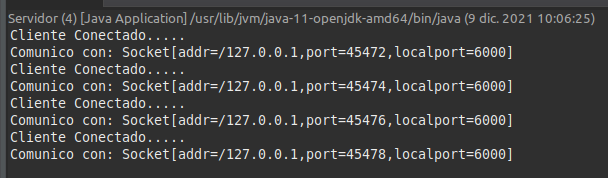 Servidor (4) [Java Application] /usr/lib/jvm/java-11-openjdk-amd64/bin/java (9 dic. 2021 10:06:25)
Cliente Conectado.....
Comunico con: Socket[addr=/127.0.0.1,port=45472,localport=6000]
Cliente Conectado.....
Comunico con: Socket[addr=/127.0.0.1,port=45474,localport=6000]
Cliente Conectado.....
Comunico con: Socket[addr=/127.0.0.1,port=45476,localport=6000]
Cliente Conectado.....
Comunico con: Socket[addr=/127.0.0.1,port=45478,localport=6000]